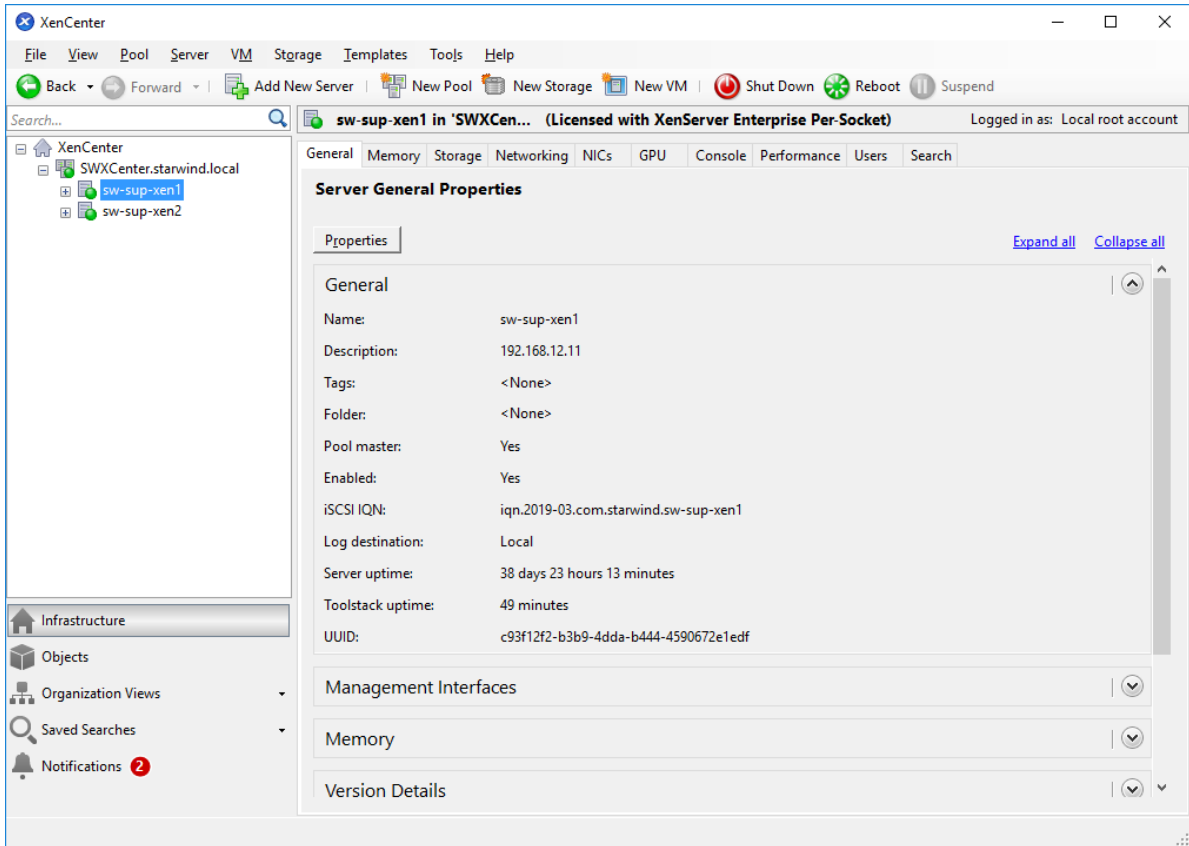 XenCenter
File View Pool Server VM Storage Templates Tools Help
Back Forward Add New Server New Pool New Storage New VM Shut Down Reboot Suspend
Search...
sw-sup-xen1 in 'SWXCen... (Licensed with XenServer Enterprise Per-Socket) Logged in as: Local root account
XenCenter
SWXCenter.starwind.local
sw-sup-xen1
sw-sup-xen2
General Memory Storage Networking NICs GPU Console Performance Users Search
Server General Properties
Properties Expand all Collapse all
General
Name: sw-sup-xen1
Description: 192.168.12.11
Tags: <None>
Folder: <None>
Pool master: Yes
Enabled: Yes
iSCSI IQN: iqn.2019-03.com.starwind.sw-sup-xen1
Log destination: Local
Server uptime: 38 days 23 hours 13 minutes
Toolstack uptime: 49 minutes
UUID: c93f12f2-b3b9-4dda-b444-4590672e1edf
Management Interfaces
Memory
Version Details
Infrastructure
Objects
Organization Views
Saved Searches
Notifications 2